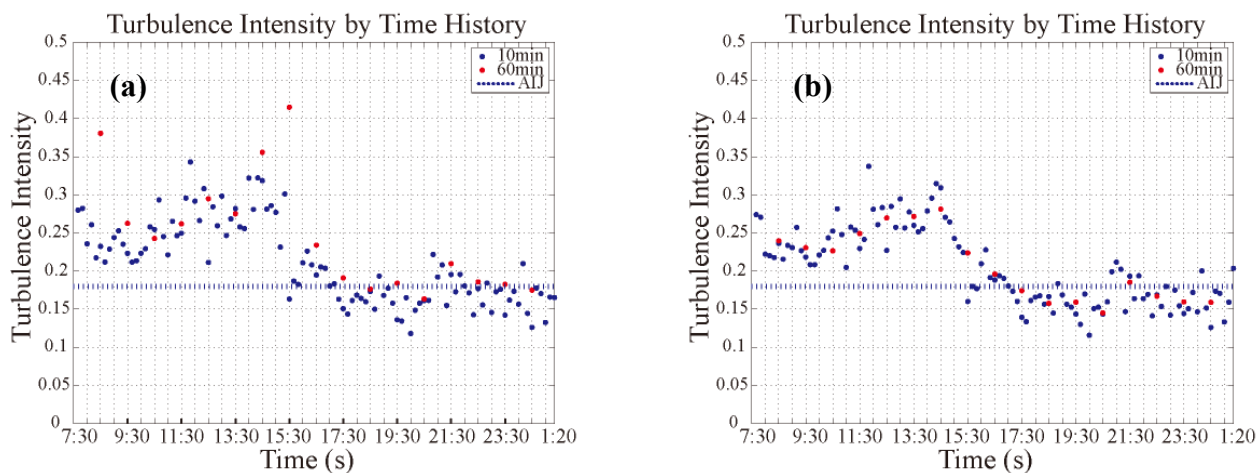 Turbulence Intensity by Time History
0.5
0.45
0.4
0.35
0.3
0.25
0.2
0.15
0.1
0.05
0
Turbulence Intensity
(a)
10min
60min
AIJ
7:30 9:30 11:30 13:30 15:30 17:30 19:30 21:30 23:30 1:20
Time (s)
Turbulence Intensity by Time History
0.5
0.45
0.4
0.35
0.3
0.25
0.2
0.15
0.1
0.05
0
Turbulence Intensity
(b)
10min
60min
AIJ
7:30 9:30 11:30 13:30 15:30 17:30 19:30 21:30 23:30 1:20
Time (s)